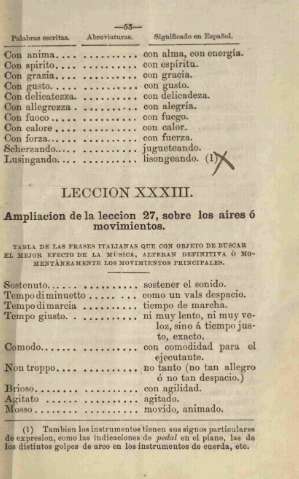 —55—
Palabras escritas. Abreviaturas. Significado en Español.
Con anima.... .......... con alma, con energía.
Con spirito.... .......... con espíritu.
Con grazia.... .......... con gracia.
Con gusto.... .......... con gusto.
Con delicatezza. .......... con delicadeza.
Con allegrezza . .......... con alegría.
Con fuoco .... .......... con fuego.
Con calore .... .......... con calor.
Con forza.... .......... con fuerza.
Scherzando.... .......... jugueteando.
Lusingando.... .......... lisongeando. (1)
LECCION XXXIII.
Ampliacion de la leccion 27, sobre los aires ó
movimientos.
TABLA DE LAS FRASES ITALIANAS QUE CON OBJETO DE BUSCAR
EL MEJOR EFECTO DE LA MÚSICA, ALTERAN DEFINITIVA Ó MO-
MENTÁNEAMENTE LOS MOVIMIENTOS PRINCIPALES.
Sostenuto...... .......... sostener el sonido.
Tempo di minuetto ..... como un vals despacio.
Tempo di marcia .......... tiempo de marcha.
Tempo giusto. . .......... ni muy lento, ni muy ve-
loz, sino á tiempo jus-
to, exacto.
Comodo.................. con comodidad para el
ejecutante.
Non troppo............... no tanto (no tan allegro
ó no tan despacio.)
Brioso.................... con agilidad.
Agitato .................. agitado.
Mosso .................... movido, animado.
(1) Tambien los instrumentos tienen sus signos particulares
de expresion, como las indicaciones de pedal en el piano, las de
los distintos golpes de arco en los instrumentos de cuerda, etc.